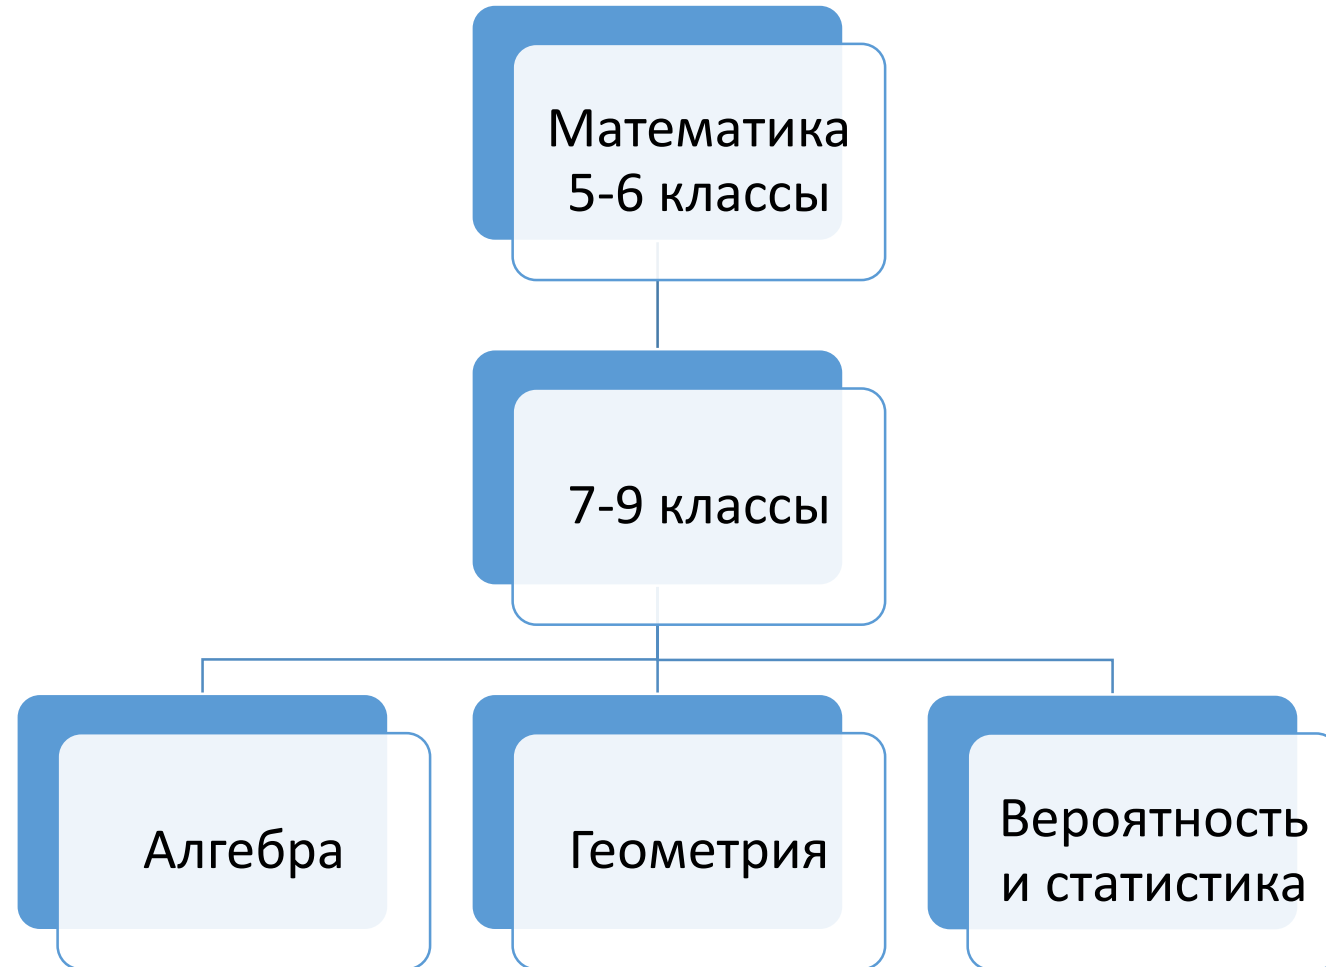 Математика
5-6 классы
7-9 классы
Алгебра
Геометрия
Вероятность
и статистика